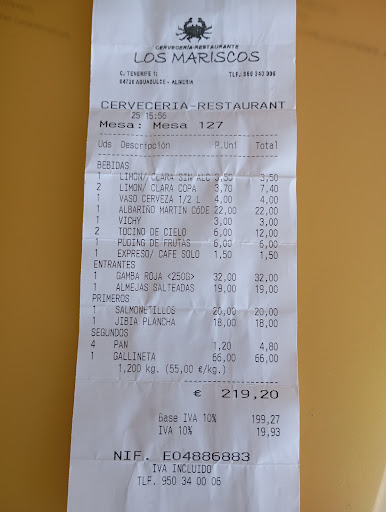 CERVECERIA-RESTAURANTE
LOS MARISCOS
C. TENERIFE 1; TLF. 950 340 006
04720 AGUADULCE - ALMERIA
CERVECERIA-RESTAURANT
25 15:56
Mesa: Mesa 127
Uds Descripción P.Uni Total
BEBIDAS
1 LIMON/ CLARA SIN ALC 3,50 3,50
2 LIMON/ CLARA COPA 3,70 7,40
1 VASO CERVEZA 1/2 L 4,00 4,00
1 ALBARIÑO MARTIN CODE 22,00 22,00
1 VICHY 3,00 3,00
2 TOCINO DE CIELO 6,00 12,00
1 PUDING DE FRUTAS 6,00 6,00
1 EXPRESO/ CAFE SOLO 1,50 1,50
ENTRANTES
1 GAMBA ROJA <250G> 32,00 32,00
1 ALMEJAS SALTEADAS 19,00 19,00
PRIMEROS
1 SALMONETILLOS 20,00 20,00
1 JIBIA PLANCHA 18,00 18,00
SEGUNDOS
4 PAN 1,20 4,80
1 GALLINETA 66,00 66,00
1,200 kg. (55,00 €/kg.)
€ 219,20
Base IVA 10% 199,27
IVA 10% 19,93
NIF. E04886883
IVA INCLUIDO
TLF. 950 34 00 06